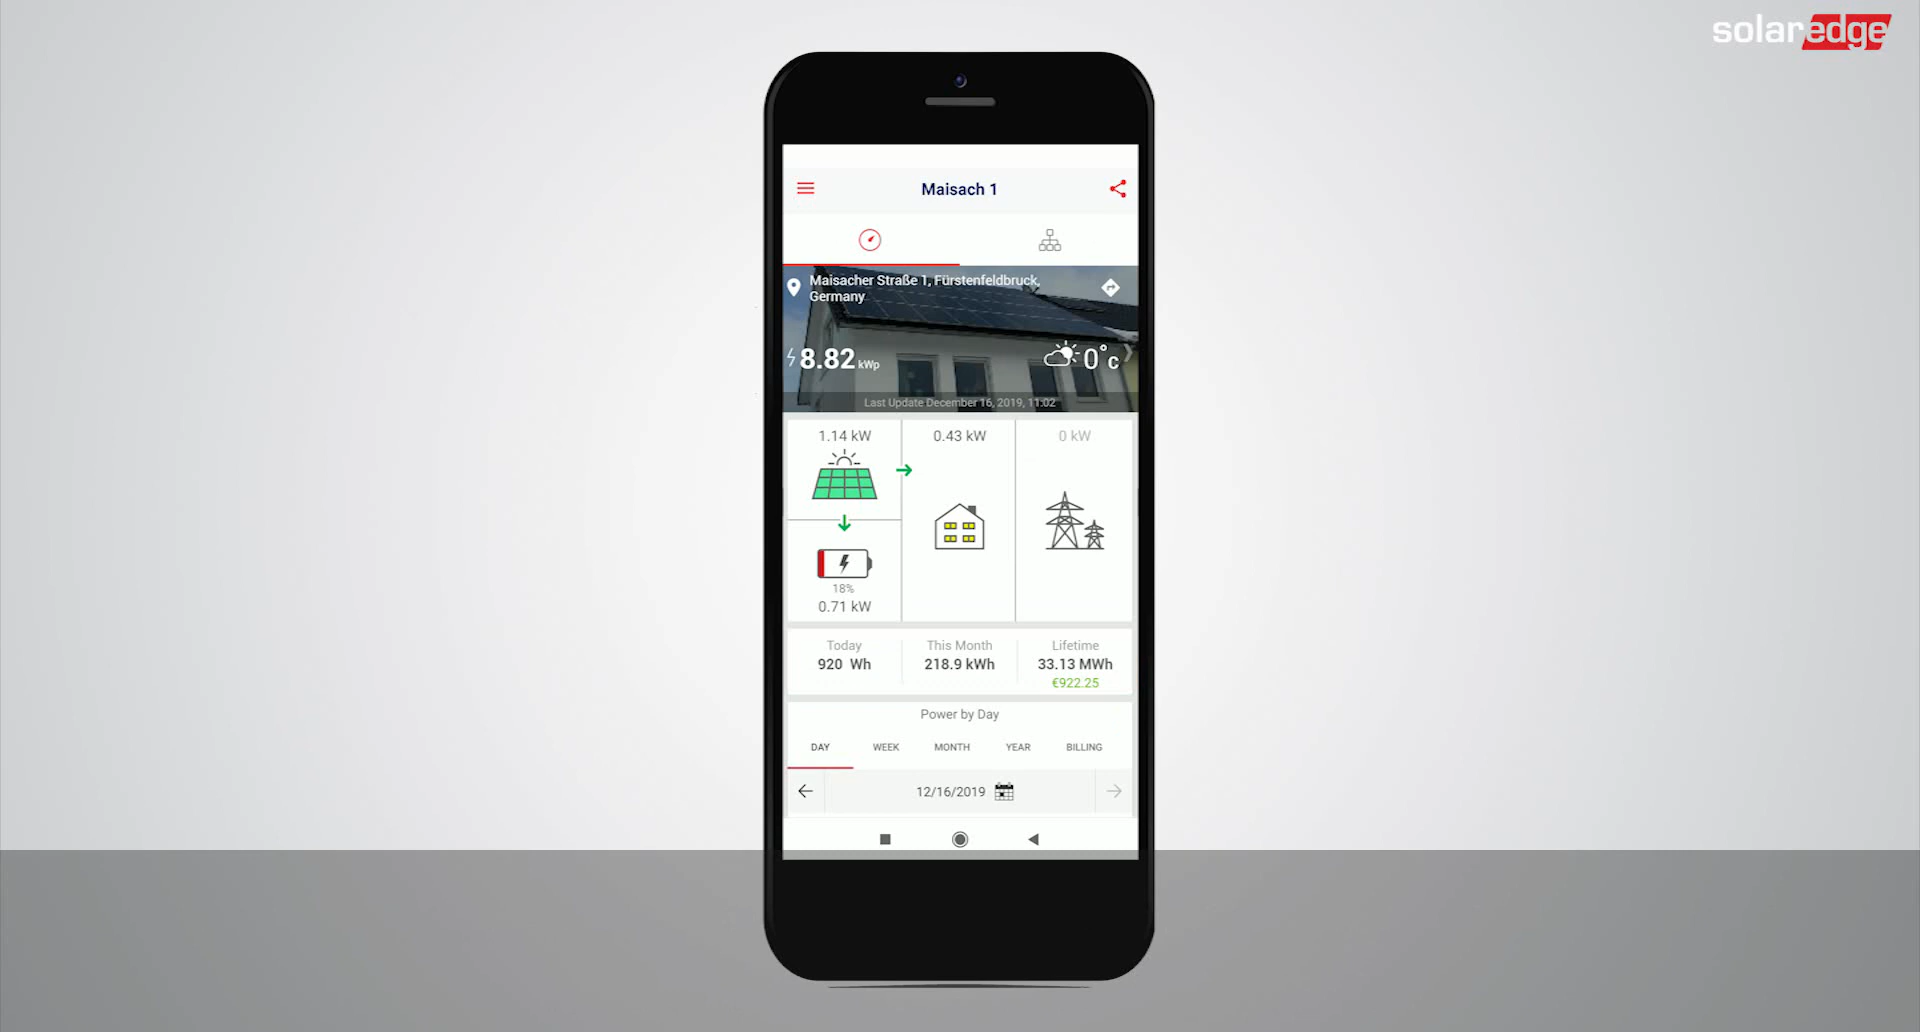 solaredge
Maisach 1
Maisacher Straße 1, Fürstenfeldbruck,
Germany
8.82 kWp
0°c
Last Update December 16, 2019, 11:02
1.14 kW
0.43 kW
0 kW
18%
0.71 kW
Today
920 Wh
This Month
218.9 kWh
Lifetime
33.13 MWh
€922.25
Power by Day
DAY WEEK MONTH YEAR BILLING
12/16/2019